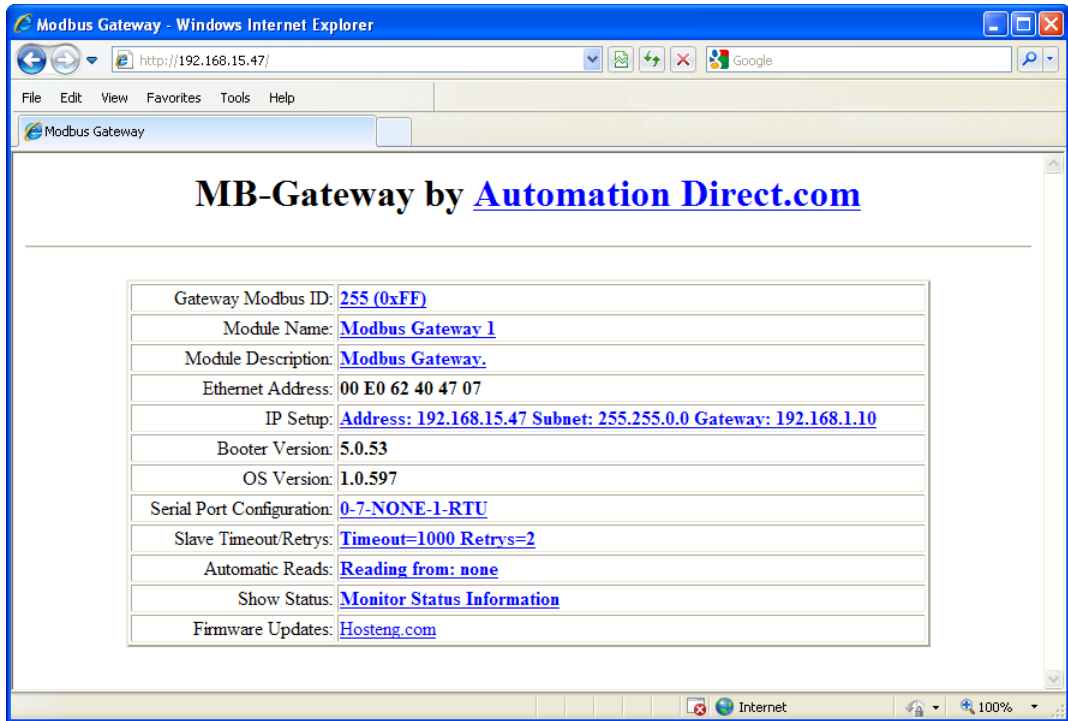 Modbus Gateway - Windows Internet Explorer
http://192.168.15.47/
Google
File Edit View Favorites Tools Help
Modbus Gateway
MB-Gateway by Automation Direct.com
Gateway Modbus ID: 255 (0xFF)
Module Name: Modbus Gateway 1
Module Description: Modbus Gateway.
Ethernet Address: 00 E0 62 40 47 07
IP Setup: Address: 192.168.15.47 Subnet: 255.255.0.0 Gateway: 192.168.1.10
Booter Version: 5.0.53
OS Version: 1.0.597
Serial Port Configuration: 0-7-NONE-1-RTU
Slave Timeout/Retrys: Timeout=1000 Retrys=2
Automatic Reads: Reading from: none
Show Status: Monitor Status Information
Firmware Updates: Hosteng.com
Internet 100%